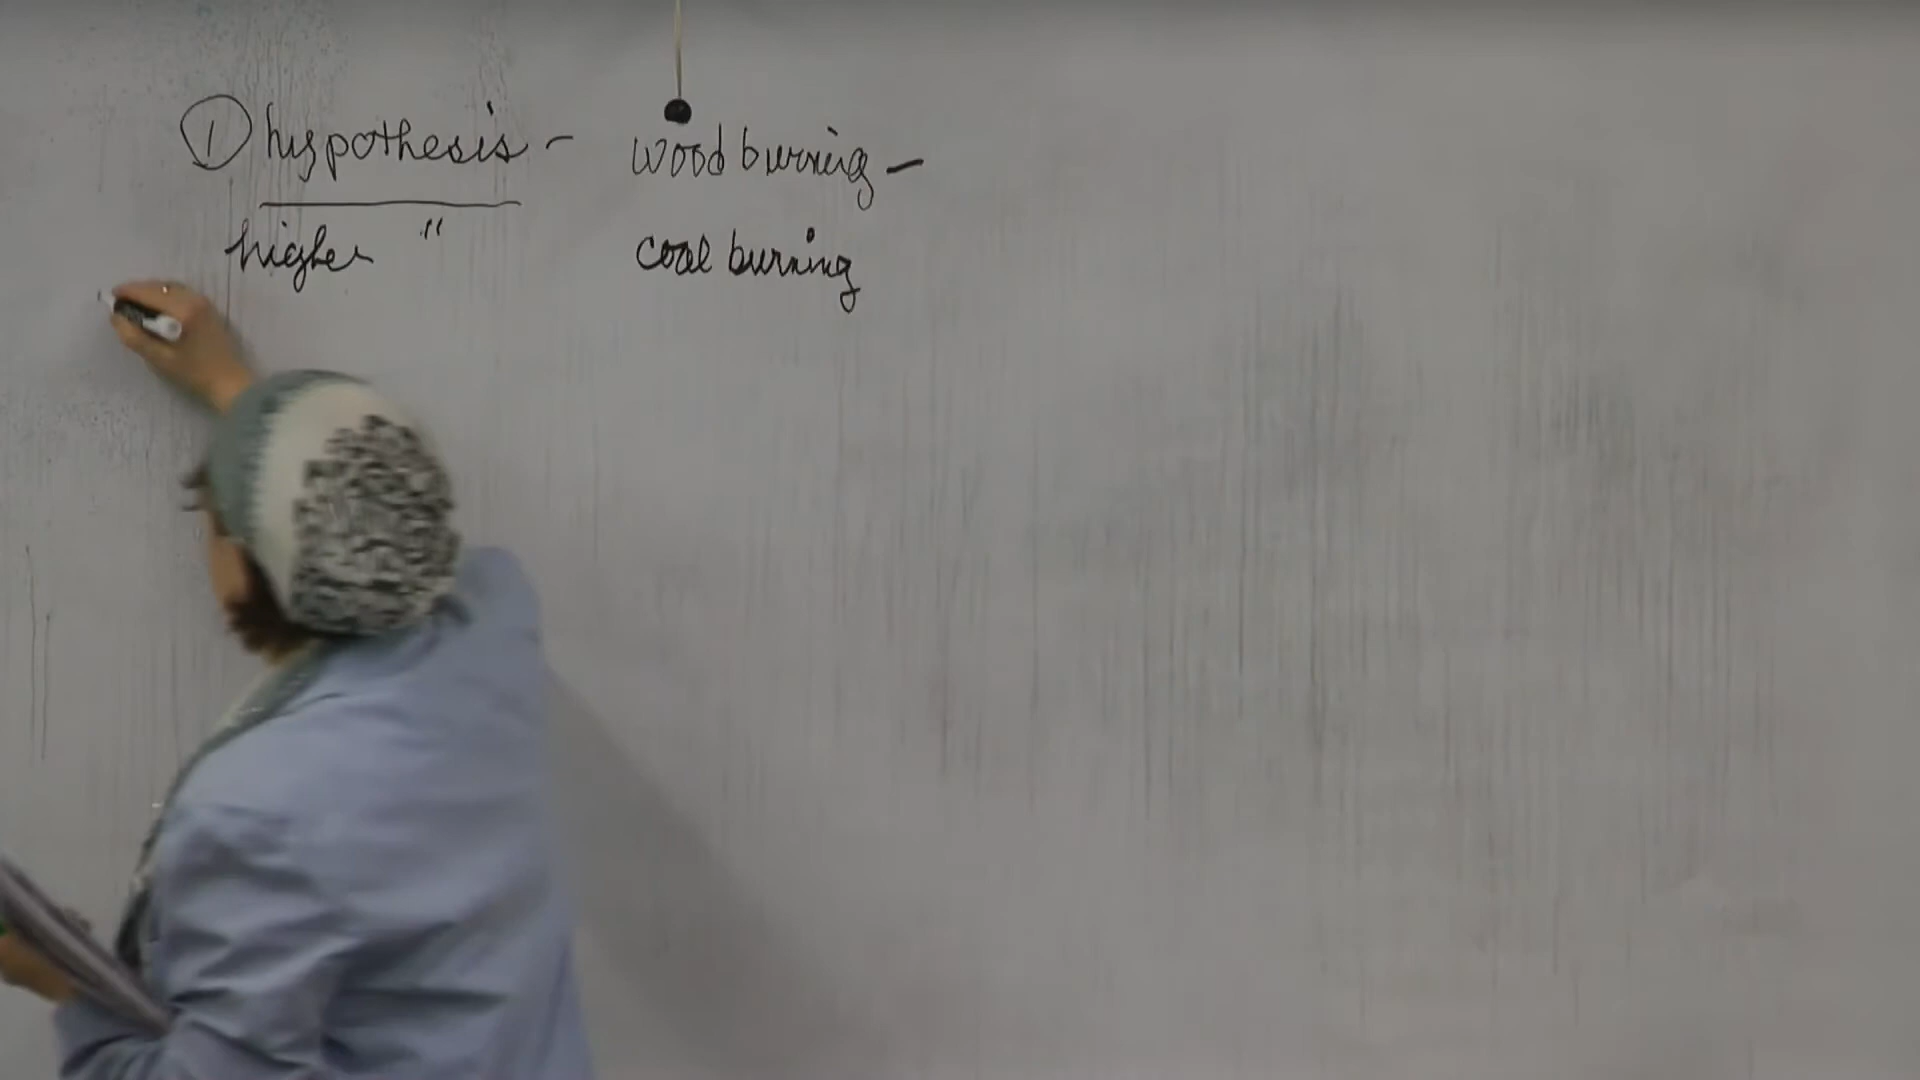 ① hypothesis - wood burning -
higher " coal burning